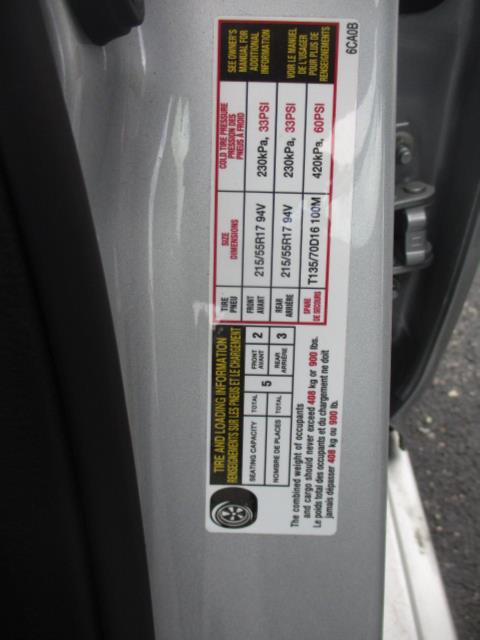 TIRE AND LOADING INFORMATION
RENSEIGNEMENTS SUR LES PNEUS ET LE CHARGEMENT
SEATING CAPACITY TOTAL 5 FRONT AVANT 2
NOMBRE DE PLACES TOTAL REAR ARRIÈRE 3
The combined weight of occupants
and cargo should never exceed 408 kg or 900 lbs.
Le poids total des occupants et du chargement ne doit
jamais dépasser 408 kg ou 900 lb.
TIRE PNEU SIZE DIMENSIONS COLD TIRE PRESSURE PRESSION DES PNEUS À FROID
FRONT AVANT 215/55R17 94V 230kPa, 33PSI
REAR ARRIÈRE 215/55R17 94V 230kPa, 33PSI
SPARE DE SECOURS T135/70D16 100M 420kPa, 60PSI
SEE OWNER'S
MANUAL FOR
ADDITIONAL
INFORMATION
VOIR LE MANUEL
DE L'USAGER
POUR PLUS DE
RENSEIGNEMENTS
6CA0B